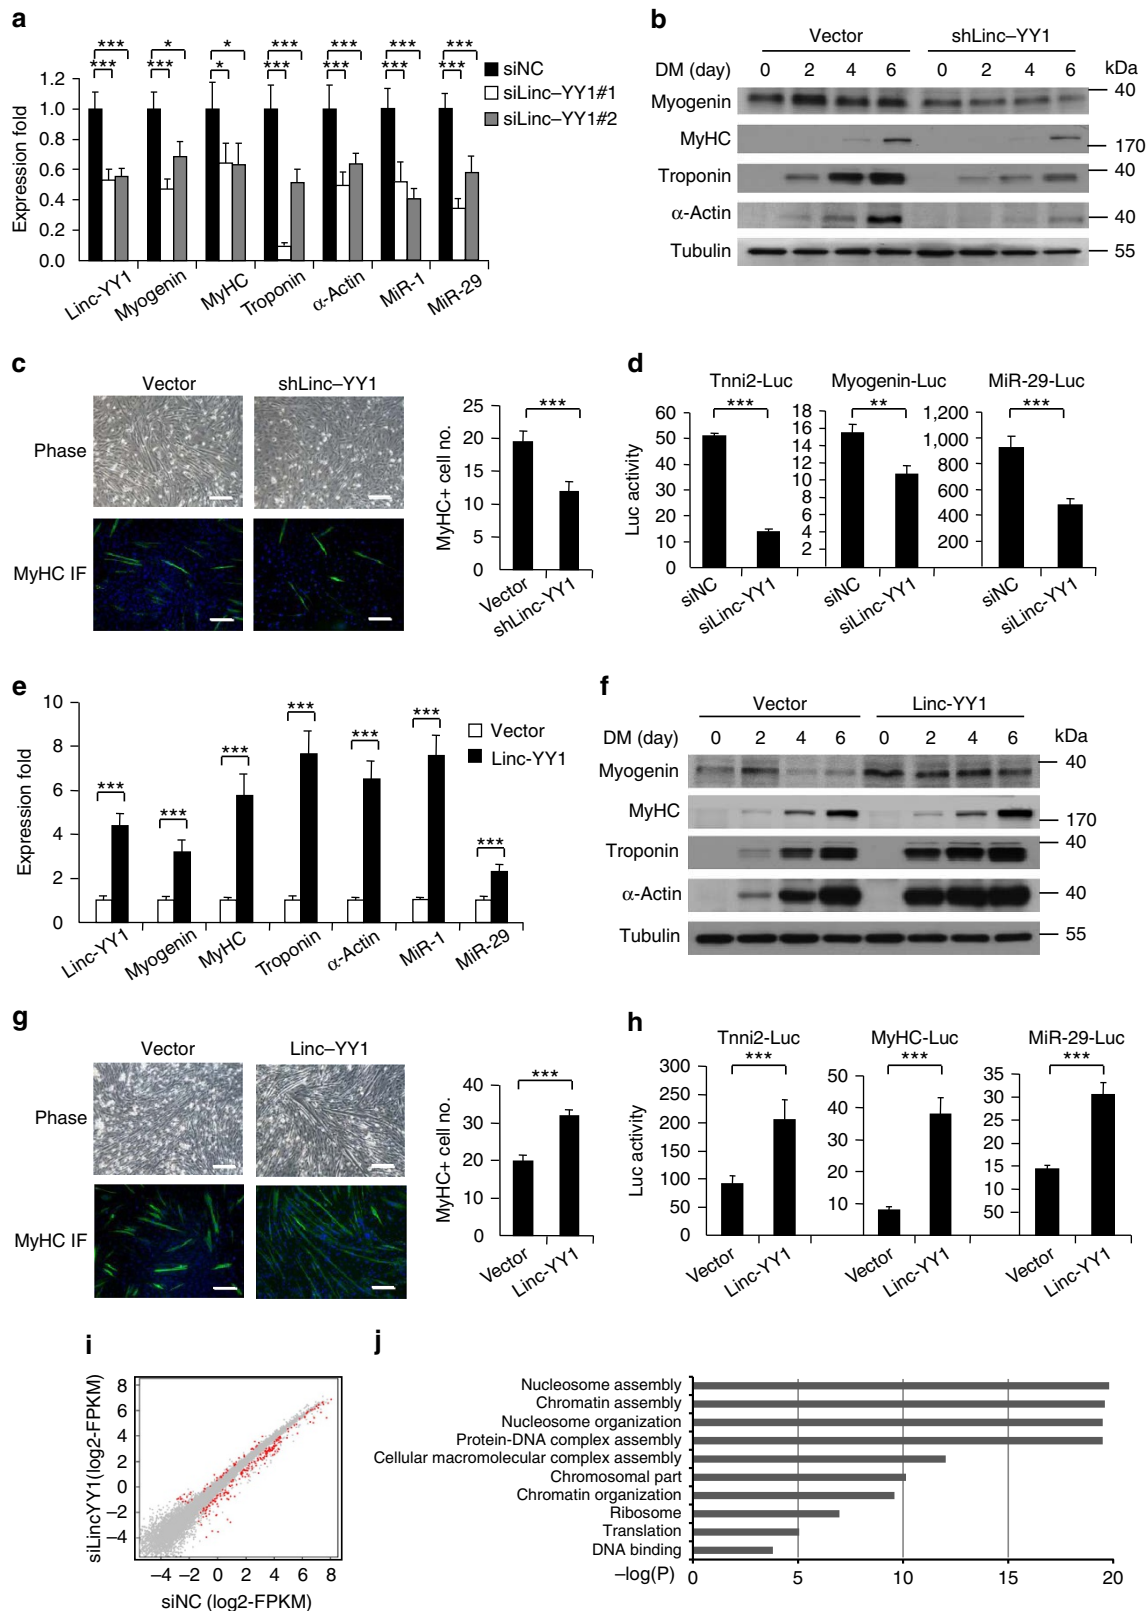 a
*** * * *** *** *** ***
*** *** * *** *** *** ***
siNC
siLinc–YY1#1
siLinc–YY1#2
Expression fold
1.2
1.0
0.8
0.6
0.4
0.2
0.0
Linc-YY1 Myogenin MyHC Troponin α-Actin MiR-1 MiR-29
b
Vector shLinc–YY1
DM (day) 0 2 4 6 0 2 4 6 kDa
Myogenin 40
MyHC 170
Troponin 40
α-Actin 40
Tubulin 55
c
Vector shLinc–YY1
Phase
MyHC IF
MyHC+ cell no.
25
20
15
10
5
0
***
Vector shLinc-YY1
d
Tnni2-Luc Myogenin-Luc MiR-29-Luc
*** ** ***
Luc activity
60
50
40
30
20
10
0
18
16
14
12
10
8
6
4
2
1,200
1,000
800
600
400
200
siNC siLinc-YY1 siNC siLinc-YY1 siNC siLinc-YY1
e
Expression fold
10
8
6
4
2
0
*** *** *** *** *** *** ***
Vector
Linc-YY1
Linc-YY1 Myogenin MyHC Troponin α-Actin MiR-1 MiR-29
f
Vector Linc-YY1
DM (day) 0 2 4 6 0 2 4 6 kDa
Myogenin 40
MyHC 170
Troponin 40
α-Actin 40
Tubulin 55
g
Vector Linc–YY1
Phase
MyHC IF
MyHC+ cell no.
40
30
20
10
0
***
Vector Linc-YY1
h
Tnni2-Luc MyHC-Luc MiR-29-Luc
*** *** ***
Luc activity
300
250
200
150
100
50
0
50
40
30
20
10
35
30
25
20
15
10
50
Vector Linc-YY1 Vector Linc-YY1 Vector Linc-YY1
i
siLincYY1(log2-FPKM)
8
6
4
2
0
−2
−4
−4 −2 0 2 4 6 8
siNC (log2-FPKM)
j
Nucleosome assembly
Chromatin assembly
Nucleosome organization
Protein-DNA complex assembly
Cellular macromolecular complex assembly
Chromosomal part
Chromatin organization
Ribosome
Translation
DNA binding
−log(P) 0 5 10 15 20